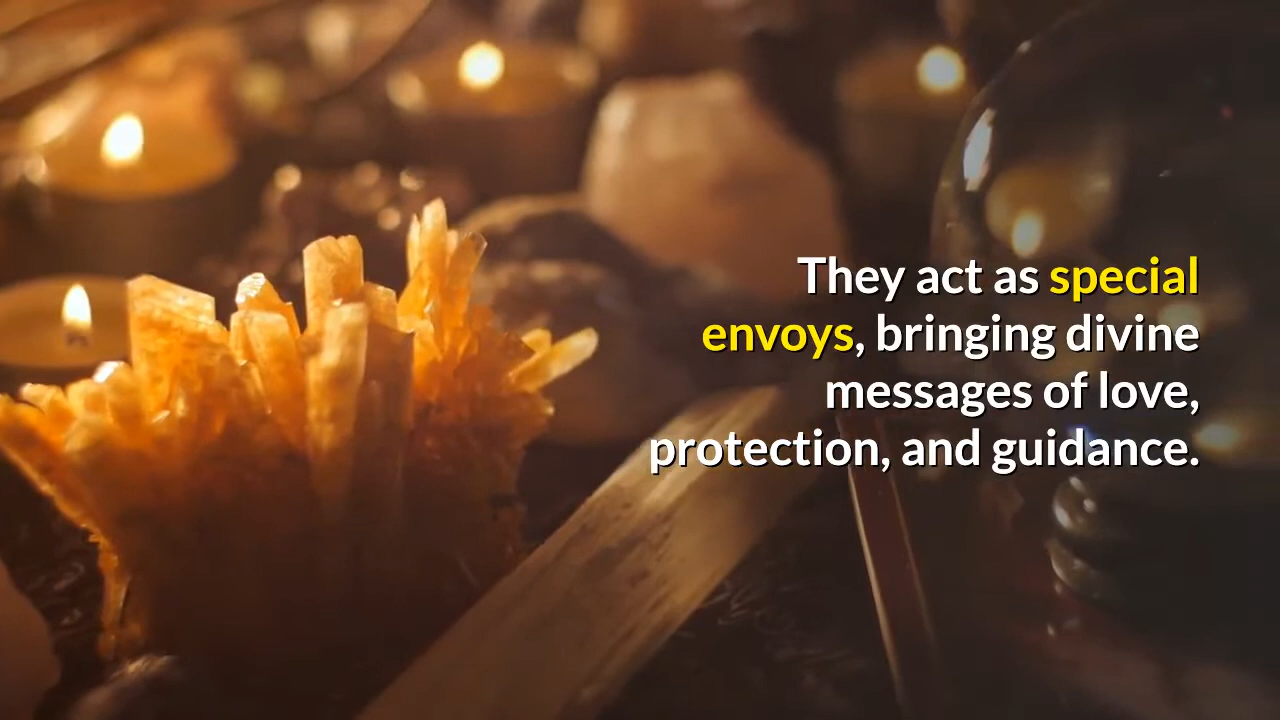 They act as special
envoys, bringing divine
messages of love,
protection, and guidance.